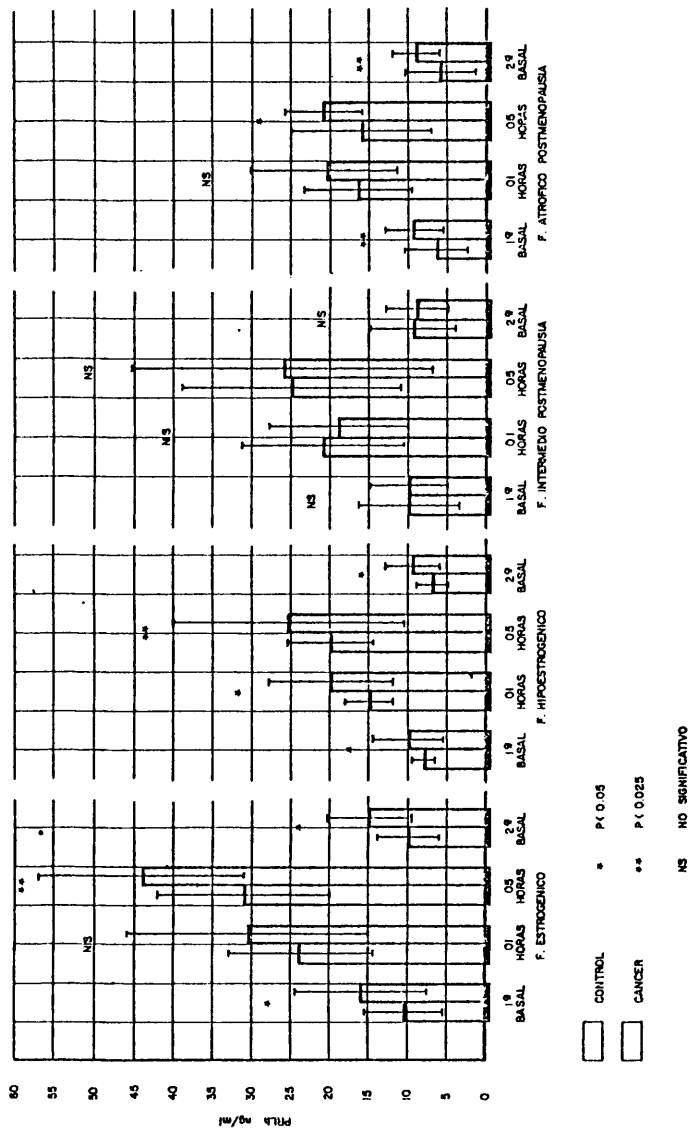 PRLb ng/ml
60
55
50
45
40
35
30
25
20
15
10
5
0
*
NS
**
*
*
*
**
*
NS
NS
NS
NS
**
NS
*
**
1º BASAL
01 HORAS
05 HORAS
2º BASAL
F. ESTROGENICO
1º BASAL
01 HORAS
05 HORAS
2º BASAL
F. HIPOESTROGENICO
1º BASAL
01 HORAS
05 HORAS
2º BASAL
F. INTERMEDIO POSTMENOPAUSIA
1º BASAL
01 HORAS
05 HORAS
2º BASAL
F. ATROFICO POSTMENOPAUSIA
CONTROL
* P< 0.05
CANCER
** P< 0.025
NS NO SIGNIFICATIVO